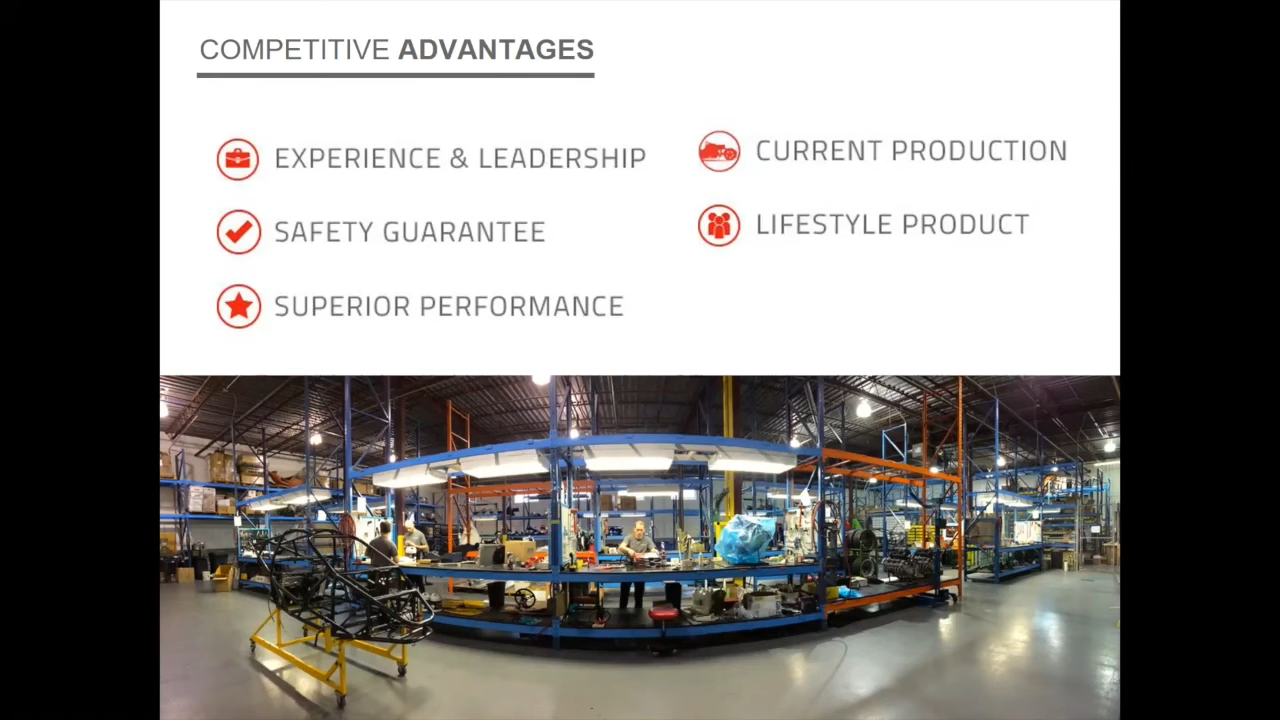 COMPETITIVE ADVANTAGES
EXPERIENCE & LEADERSHIP
SAFETY GUARANTEE
SUPERIOR PERFORMANCE
CURRENT PRODUCTION
LIFESTYLE PRODUCT